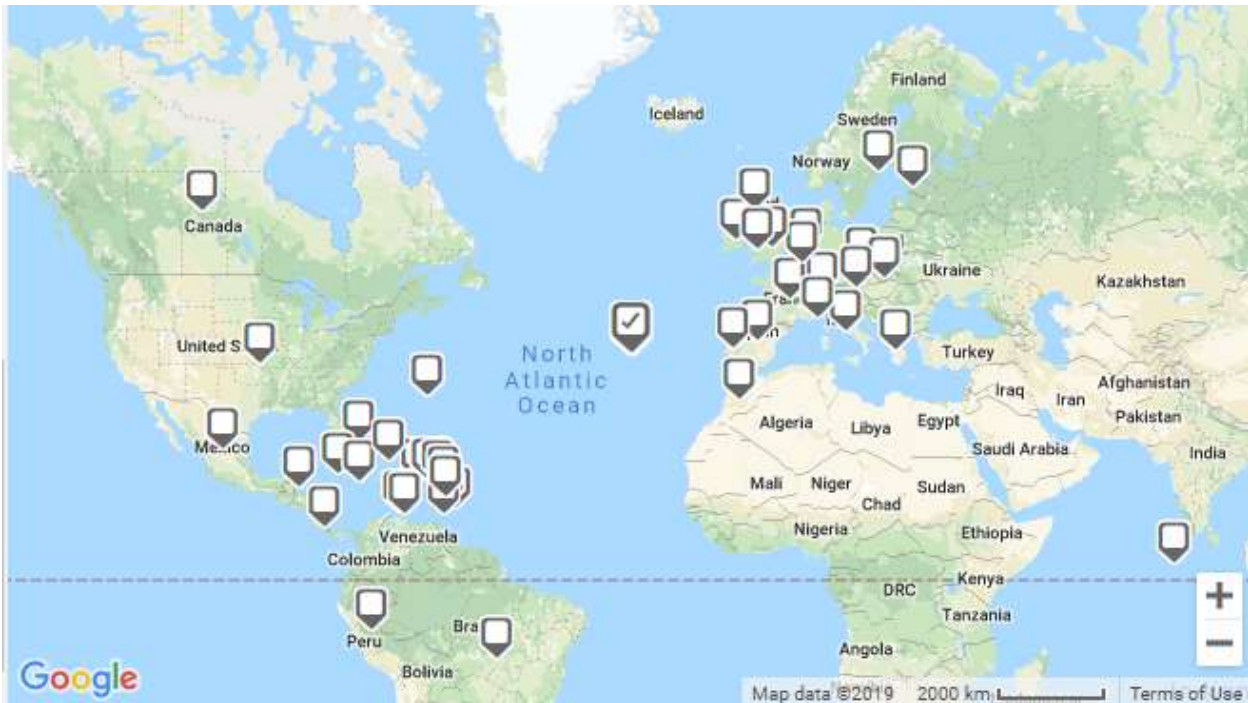 Finland
Iceland
Sweden
Norway
Canada
Ukraine
Kazakhstan
United S
North
Atlantic
Ocean
Turkey
Iraq
Iran
Afghanistan
Pakistan
Algeria
Libya
Egypt
Saudi Arabia
India
Mali
Niger
Chad
Sudan
Nigeria
Ethiopia
Venezuela
Colombia
DRC
Kenya
Tanzania
Peru
Bra
Bolivia
Angola
Google
Map data ©2019 2000 km Terms of Use